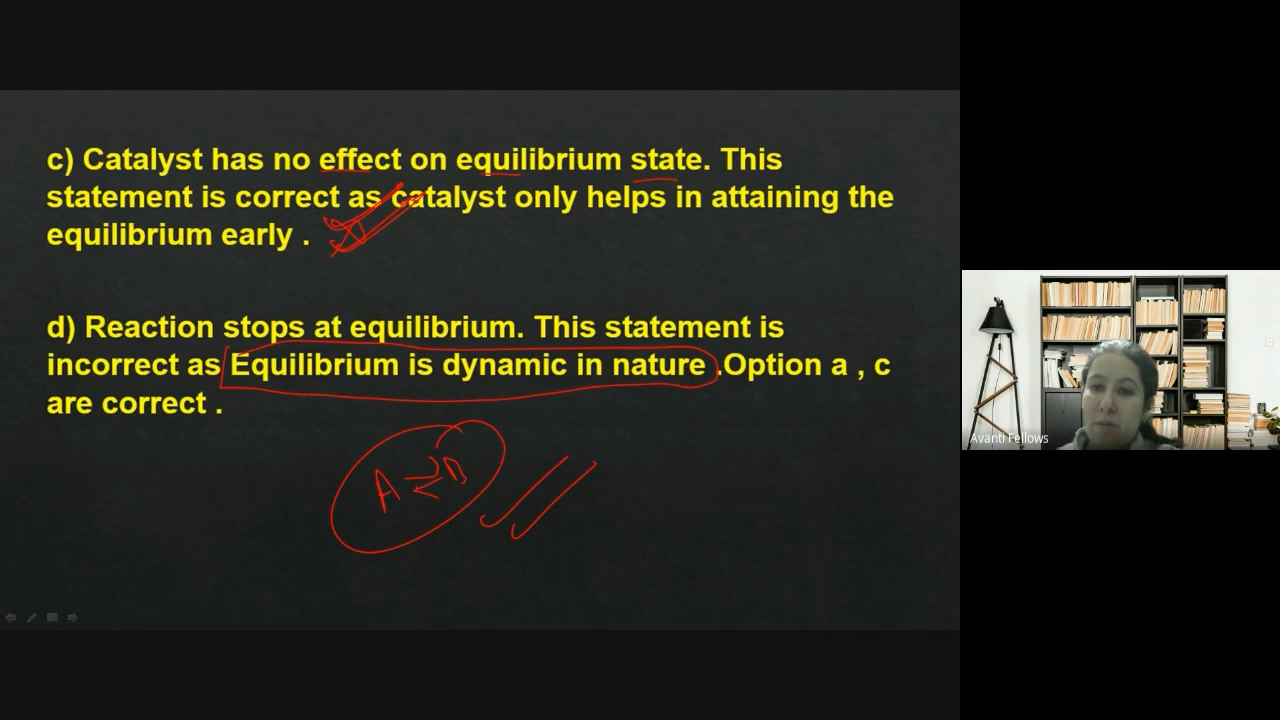 c) Catalyst has no effect on equilibrium state. This
statement is correct as catalyst only helps in attaining the
equilibrium early .
d) Reaction stops at equilibrium. This statement is
incorrect as Equilibrium is dynamic in nature .Option a , c
are correct .
A ⇌ B
Avanti Fellows